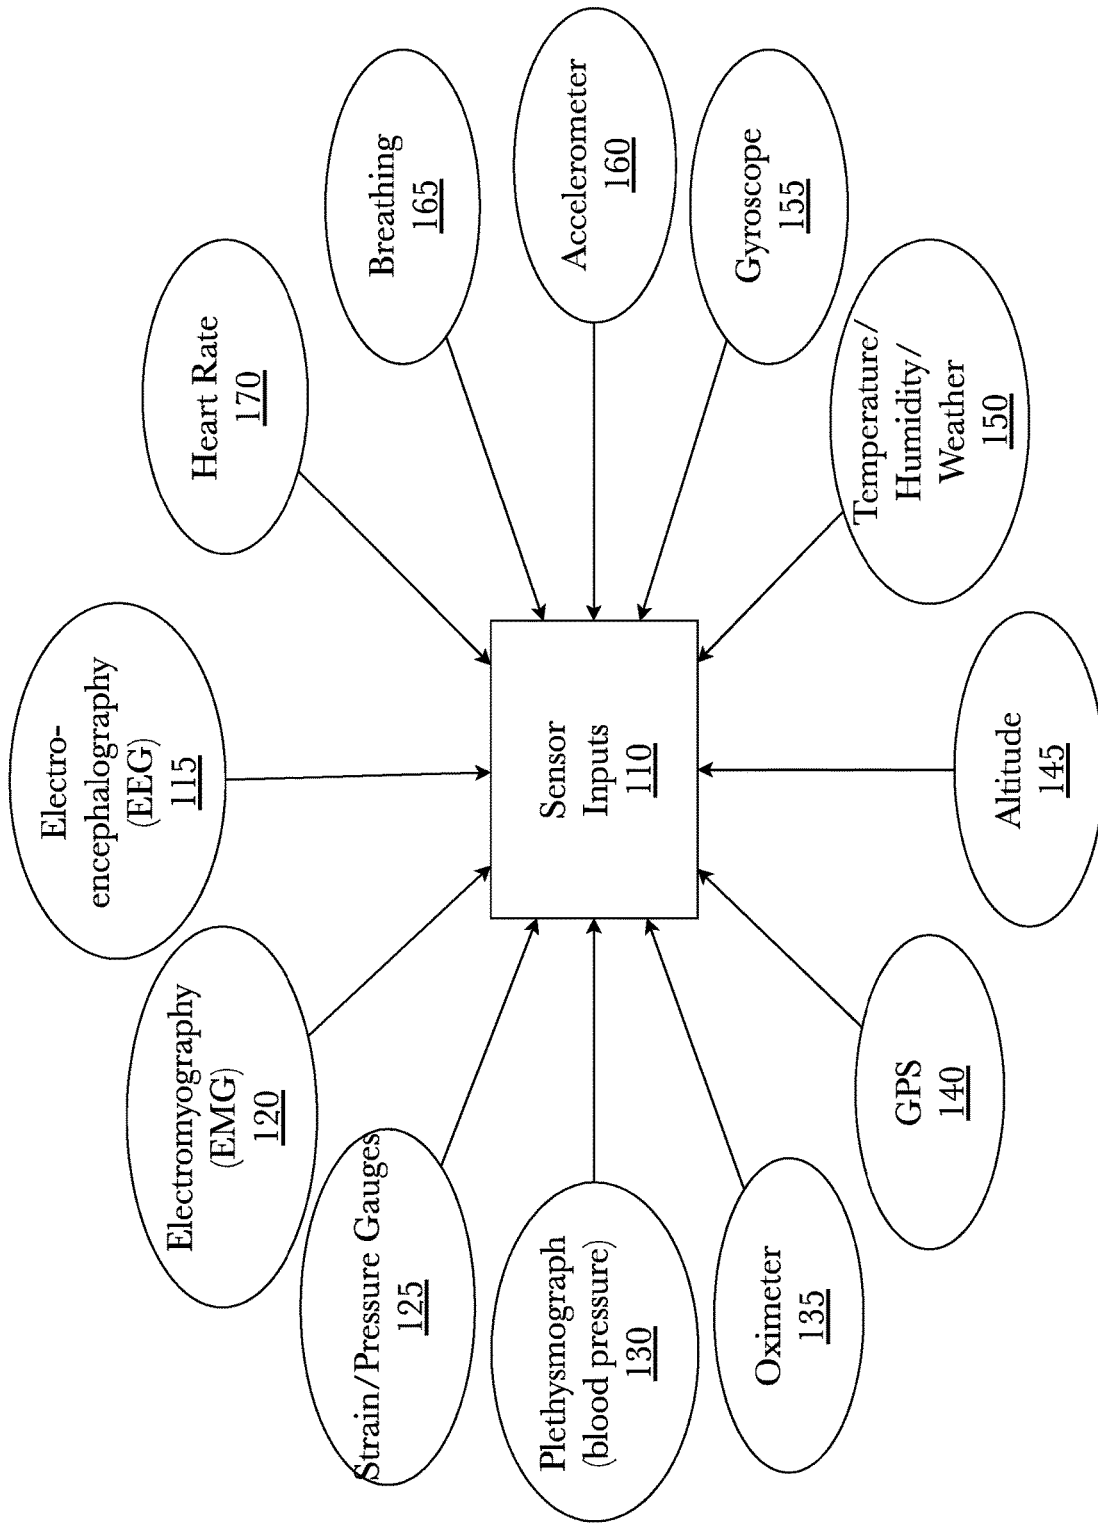 Electro-
encephalography
(EEG)
115
Heart Rate
170
Breathing
165
Accelerometer
160
Gyroscope
155
Temperature/
Humidity/
Weather
150
Altitude
145
GPS
140
Oximeter
135
Plethysmograph
(blood pressure)
130
Strain/Pressure Gauges
125
Electromyography
(EMG)
120
Sensor
Inputs
110